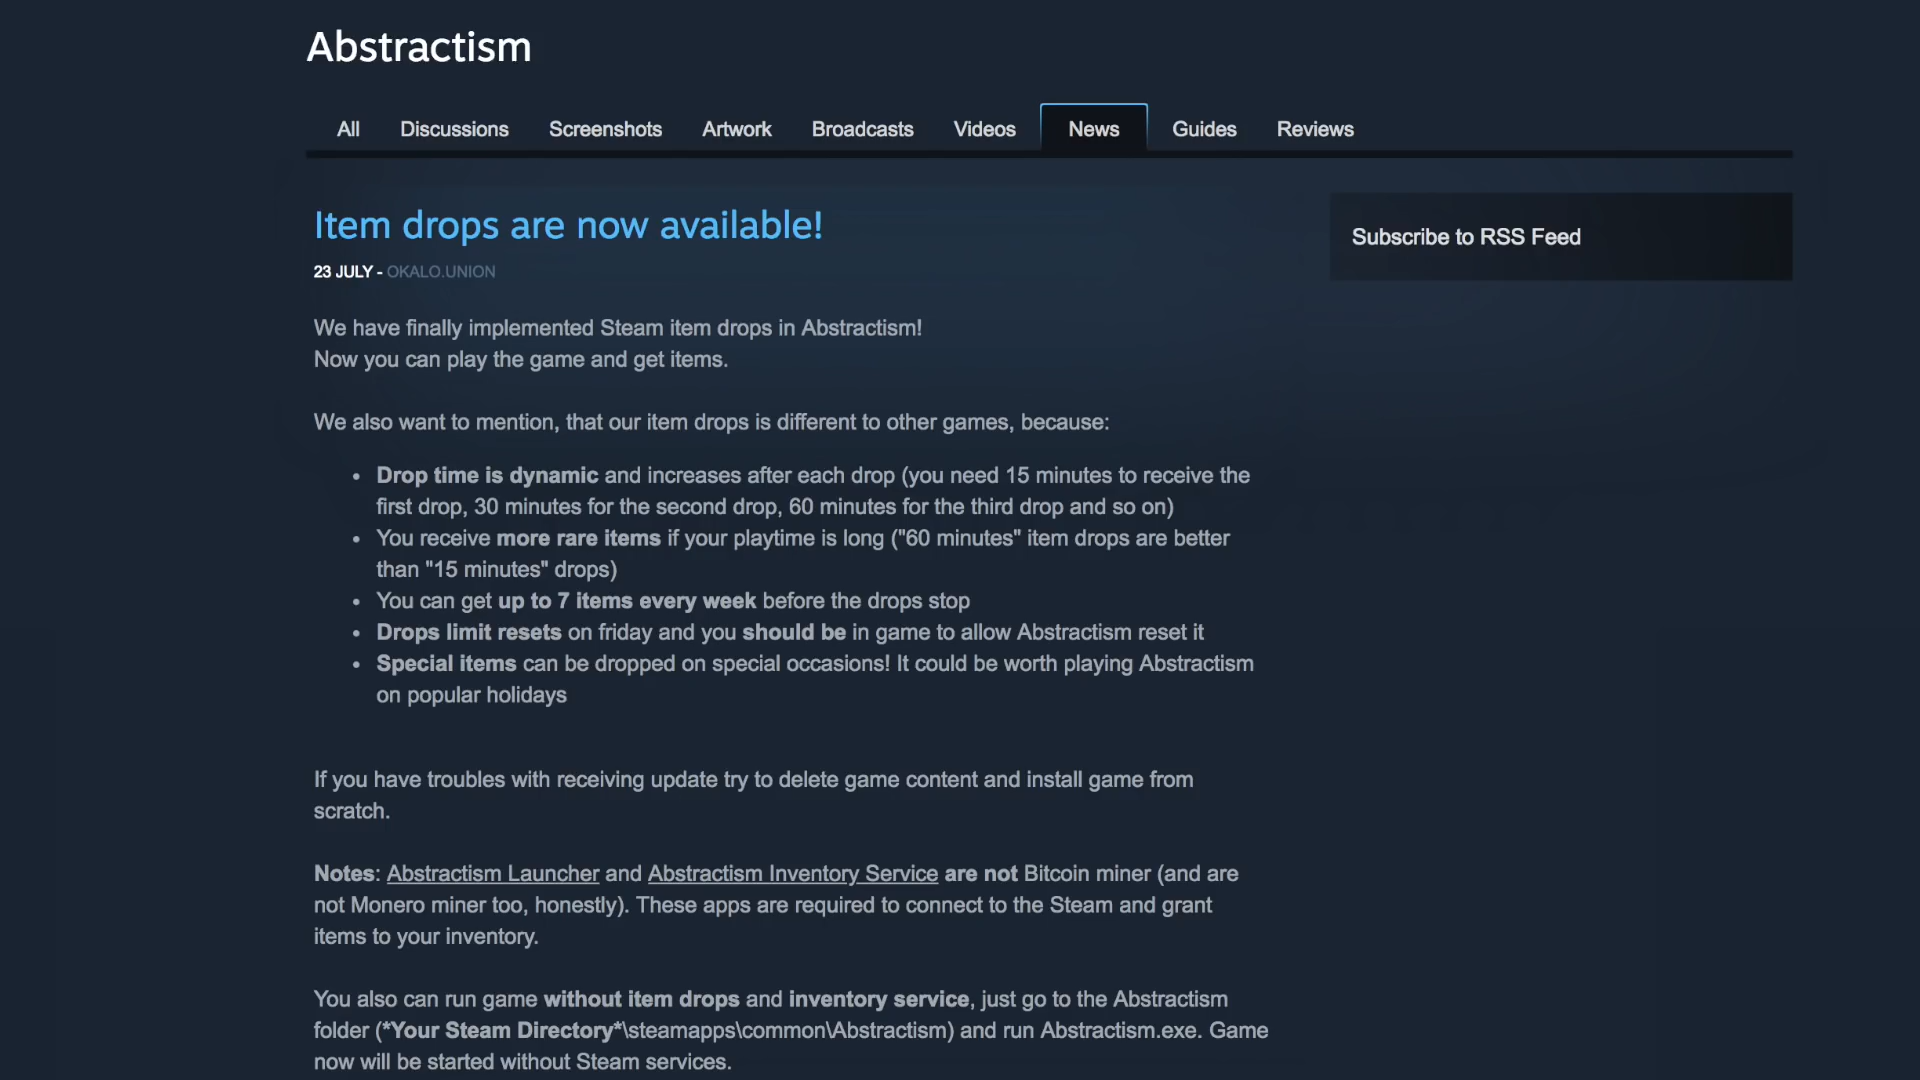 Abstractism
All Discussions Screenshots Artwork Broadcasts Videos News Guides Reviews
Item drops are now available!
23 JULY - OKALO.UNION
Subscribe to RSS Feed
We have finally implemented Steam item drops in Abstractism!
Now you can play the game and get items.
We also want to mention, that our item drops is different to other games, because:
• Drop time is dynamic and increases after each drop (you need 15 minutes to receive the
first drop, 30 minutes for the second drop, 60 minutes for the third drop and so on)
• You receive more rare items if your playtime is long ("60 minutes" item drops are better
than "15 minutes" drops)
• You can get up to 7 items every week before the drops stop
• Drops limit resets on friday and you should be in game to allow Abstractism reset it
• Special items can be dropped on special occasions! It could be worth playing Abstractism
on popular holidays
If you have troubles with receiving update try to delete game content and install game from
scratch.
Notes: Abstractism Launcher and Abstractism Inventory Service are not Bitcoin miner (and are
not Monero miner too, honestly). These apps are required to connect to the Steam and grant
items to your inventory.
You also can run game without item drops and inventory service, just go to the Abstractism
folder (*Your Steam Directory*\steamapps\common\Abstractism) and run Abstractism.exe. Game
now will be started without Steam services.